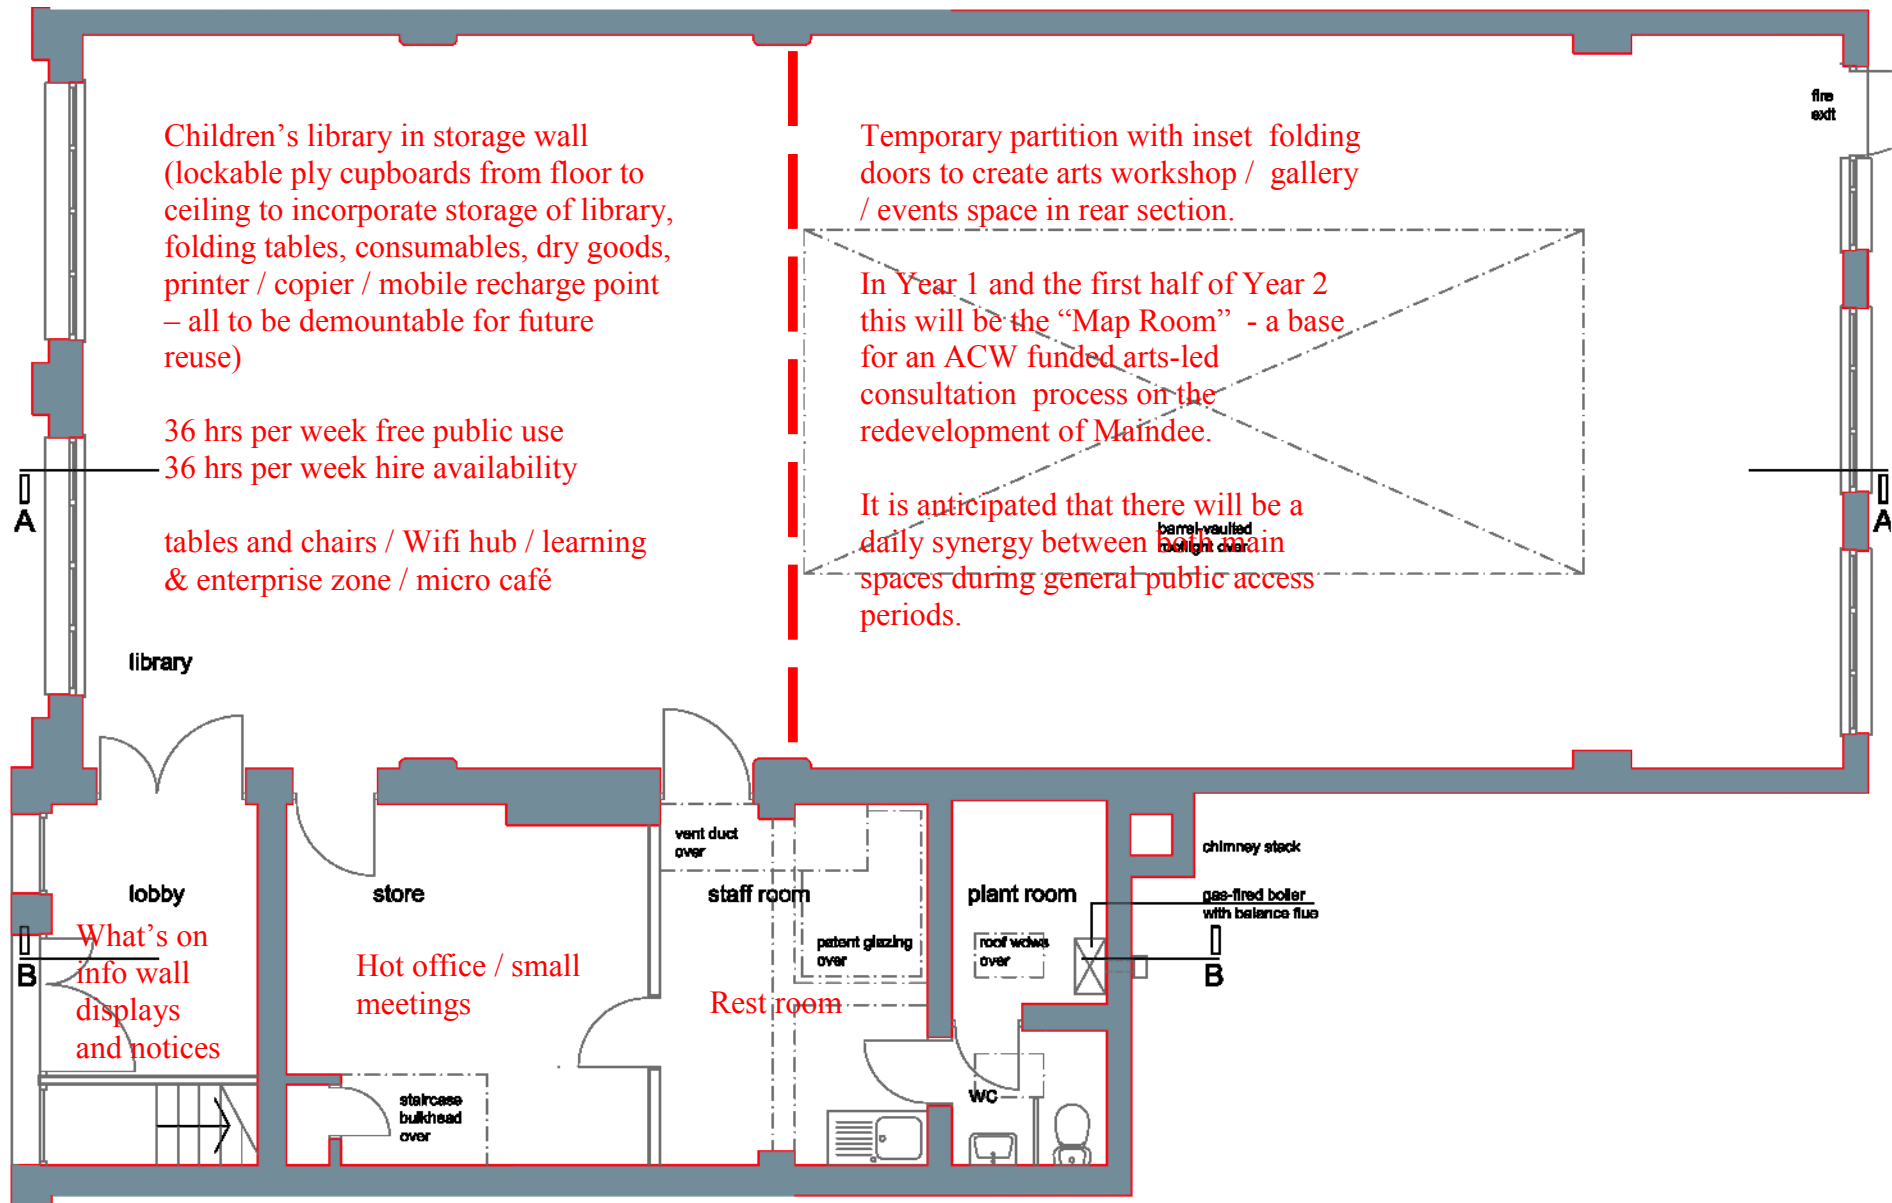 fire
exit
Children’s library in storage wall
(lockable ply cupboards from floor to
ceiling to incorporate storage of library,
folding tables, consumables, dry goods,
printer / copier / mobile recharge point
– all to be demountable for future
reuse)
36 hrs per week free public use
36 hrs per week hire availability
tables and chairs / Wifi hub / learning
& enterprise zone / micro café
Temporary partition with inset folding
doors to create arts workshop / gallery
/ events space in rear section.
In Year 1 and the first half of Year 2
this will be the “Map Room” - a base
for an ACW funded arts-led
consultation process on the
redevelopment of Maindee.
It is anticipated that there will be a
daily synergy between both main
spaces during general public access
periods.
barrel-vaulted
rooflight over
A
A
library
vent duct
over
chimney stack
lobby
store
staff room
plant room
gas-fired boiler
with balance flue
What’s on
info wall
displays
and notices
B
Hot office / small
meetings
patent glazing
over
roof wdws
over
B
Rest room
staircase
bulkhead
over
WC